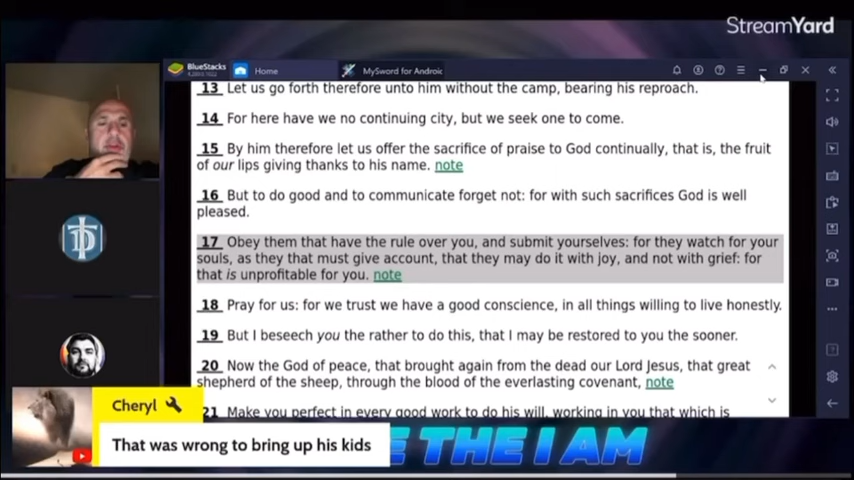 StreamYard
BlueStacks
Home
MySword for Androic
13 Let us go forth therefore unto him without the camp, bearing his reproach.
14 For here have we no continuing city, but we seek one to come.
15 By him therefore let us offer the sacrifice of praise to God continually, that is, the fruit
of our lips giving thanks to his name. note
16 But to do good and to communicate forget not: for with such sacrifices God is well
pleased.
17 Obey them that have the rule over you, and submit yourselves: for they watch for your
souls, as they that must give account, that they may do it with joy, and not with grief: for
that is unprofitable for you. note
18 Pray for us: for we trust we have a good conscience, in all things willing to live honestly.
19 But I beseech you the rather to do this, that I may be restored to you the sooner.
20 Now the God of peace, that brought again from the dead our Lord Jesus, that great
shepherd of the sheep, through the blood of the everlasting covenant, note
21 Make you perfect in every good work to do his will, working in you that which is
Cheryl
That was wrong to bring up his kids
E THE I AM